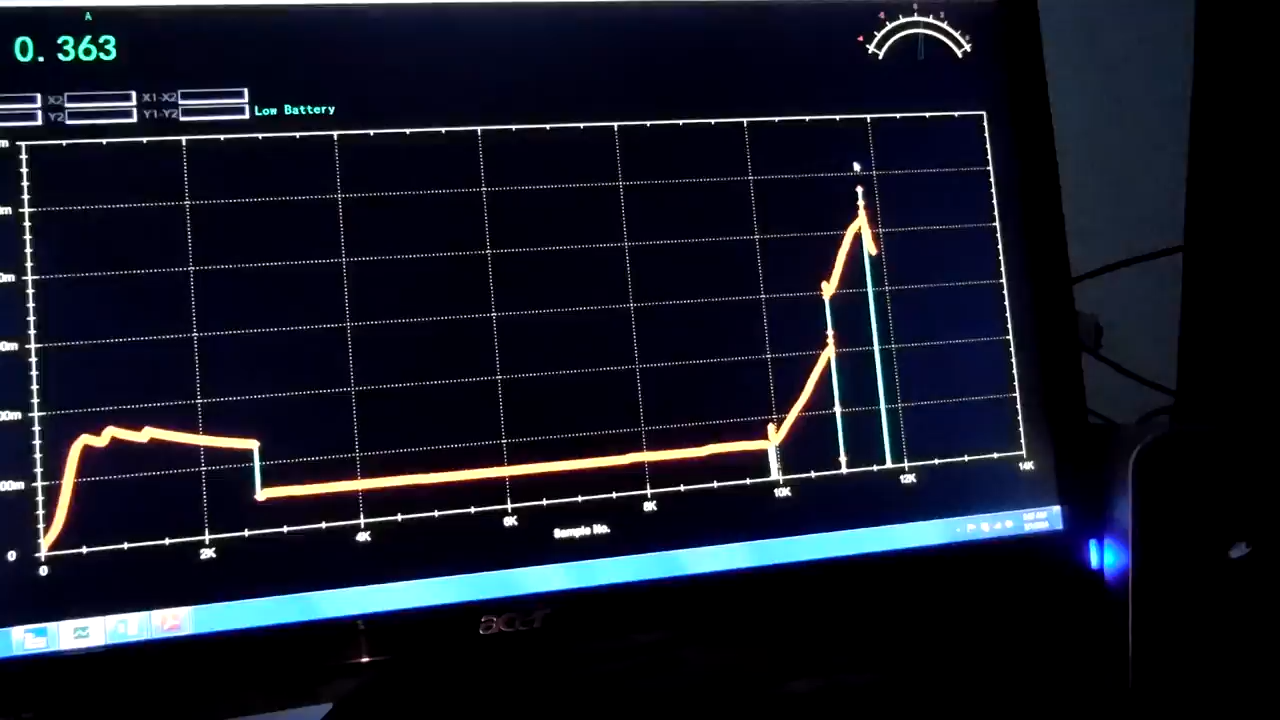 A
0.363
X2 X1-X2
Y2 Y1-Y2 Low Battery
0
0 2K 4K 6K 8K 10K 12K 14K
Sample No.
acer